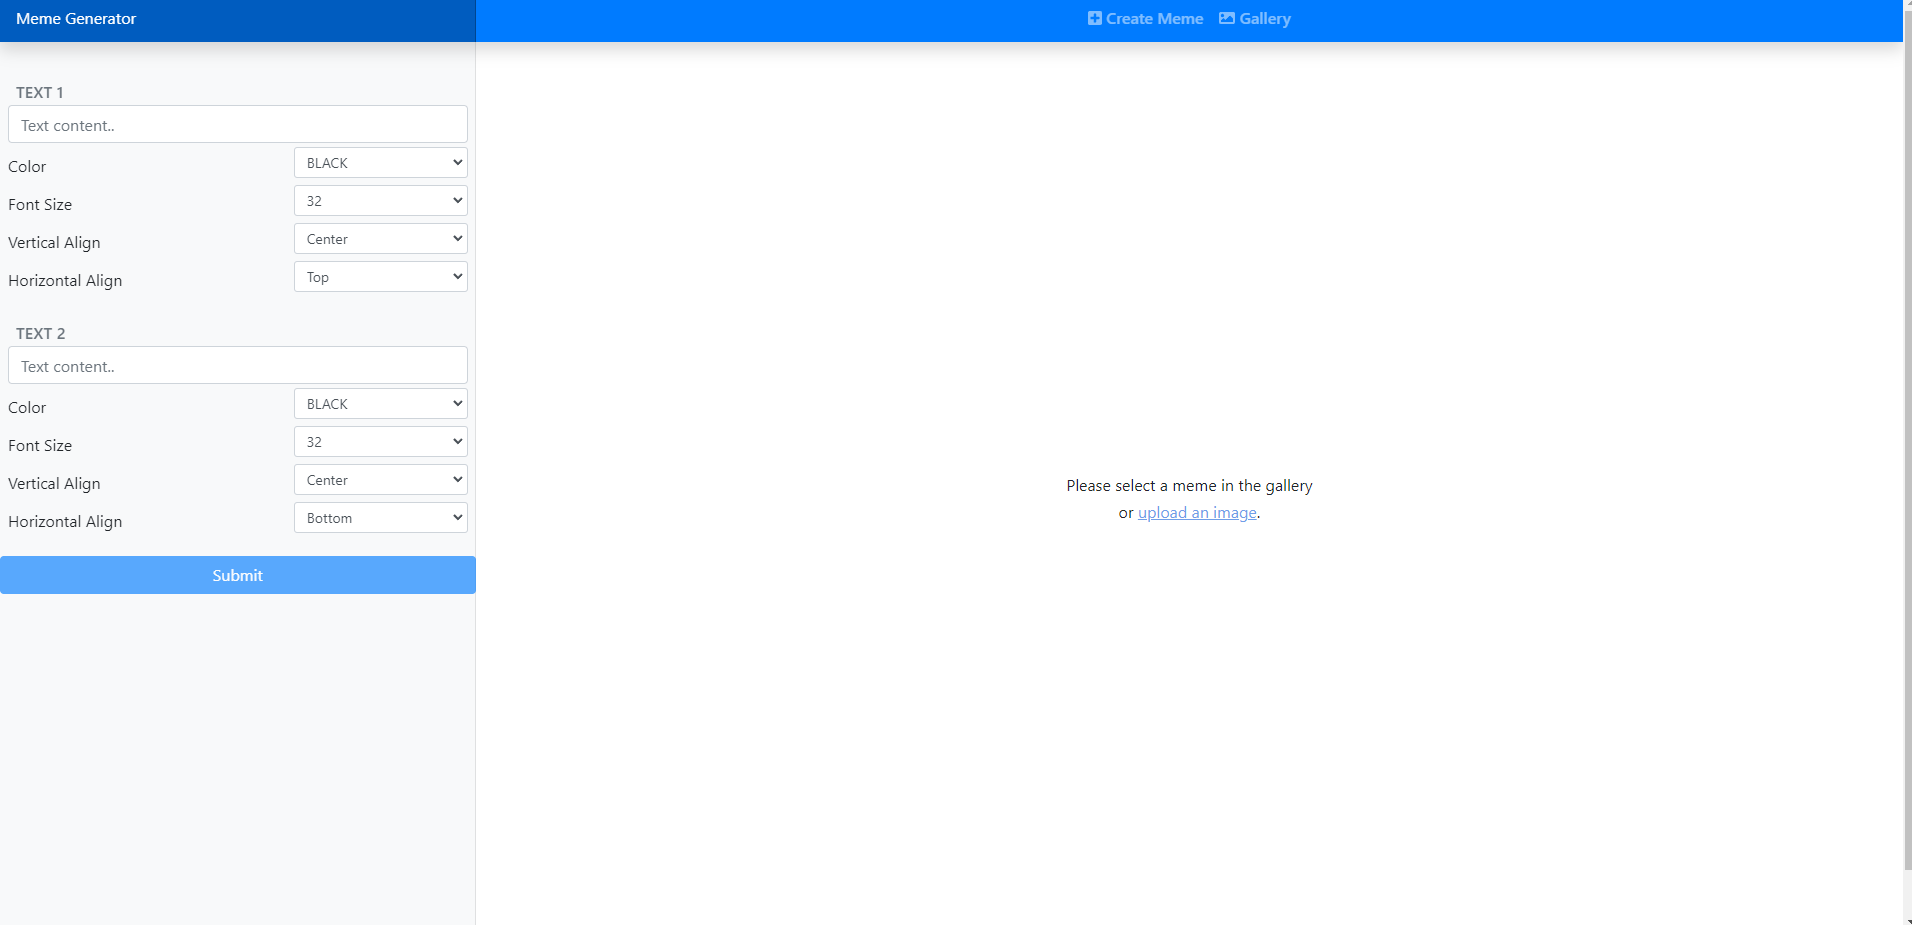 Meme Generator
Create Meme Gallery
TEXT 1
Text content..
Color BLACK
Font Size 32
Vertical Align Center
Horizontal Align Top
TEXT 2
Text content..
Color BLACK
Font Size 32
Vertical Align Center
Horizontal Align Bottom
Submit
Please select a meme in the gallery
or upload an image.